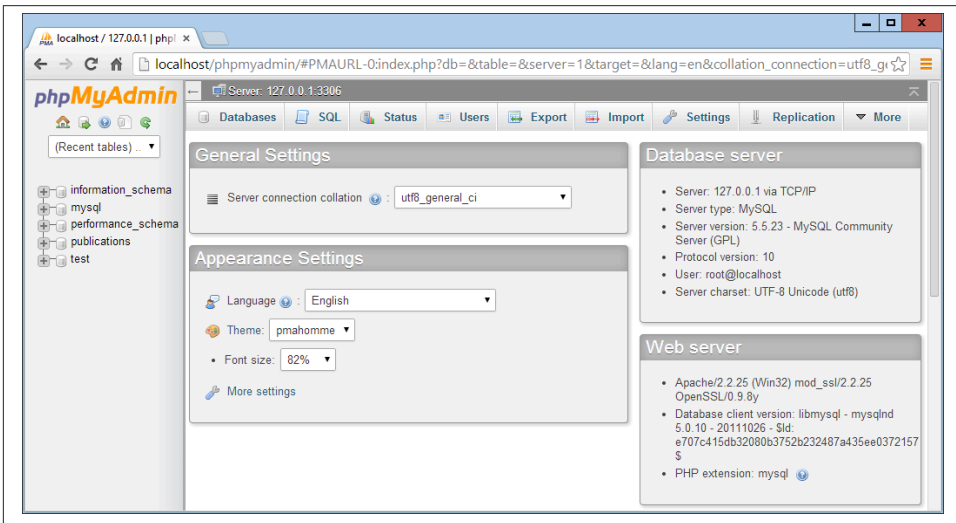 localhost / 127.0.0.1 | phpl
localhost/phpmyadmin/#PMAURL-0:index.php?db=&table=&server=1&target=&lang=en&collation_connection=utf8_ge
phpMyAdmin
(Recent tables) ...
information_schema
mysql
performance_schema
publications
test
Server: 127.0.0.1:3306
Databases SQL Status Users Export Import Settings Replication More
General Settings
Server connection collation : utf8_general_ci
Appearance Settings
Language : English
Theme: pmahomme
• Font size: 82%
More settings
Database server
• Server: 127.0.0.1 via TCP/IP
• Server type: MySQL
• Server version: 5.5.23 - MySQL Community
Server (GPL)
• Protocol version: 10
• User: root@localhost
• Server charset: UTF-8 Unicode (utf8)
Web server
• Apache/2.2.25 (Win32) mod_ssl/2.2.25
OpenSSL/0.9.8y
• Database client version: libmysql - mysqlnd
5.0.10 - 20111026 - $Id:
e707c415db32080b3752b232487a435ee0372157
$
• PHP extension: mysql